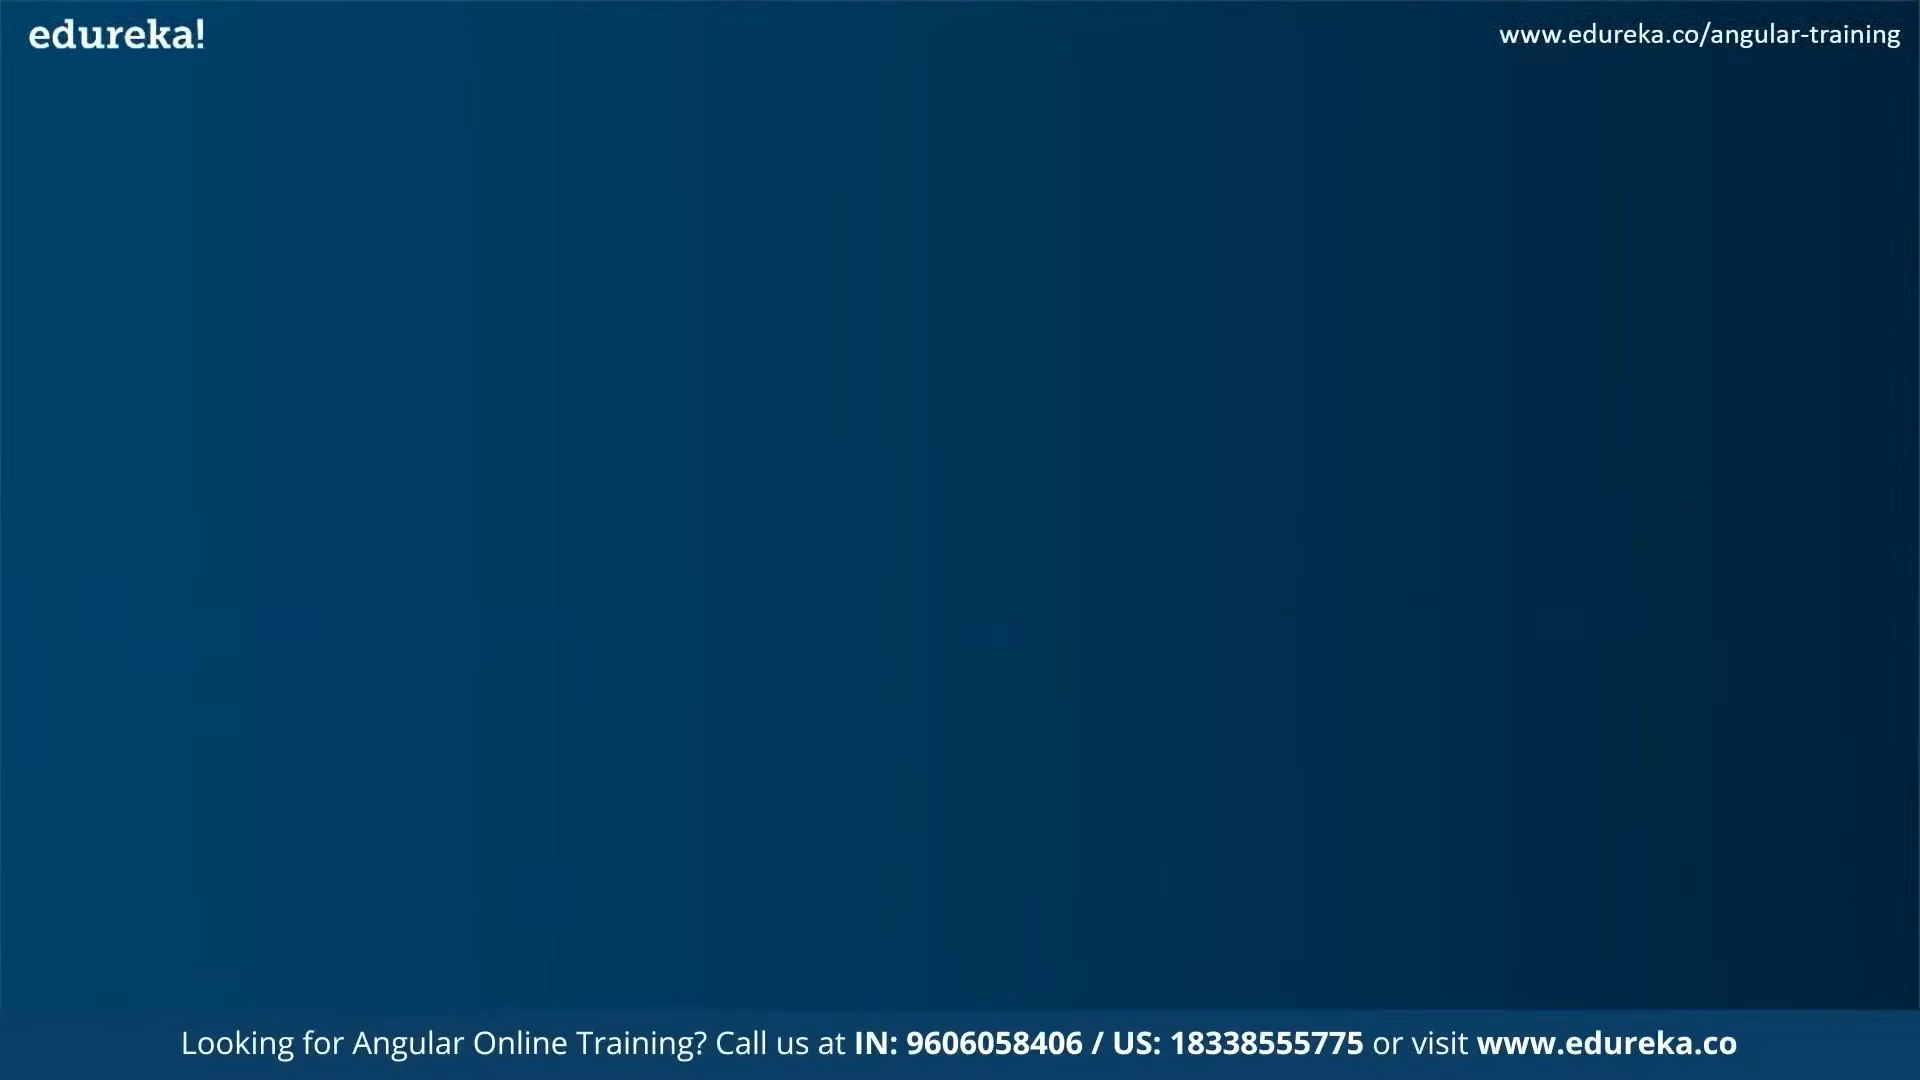 edureka!
www.edureka.co/angular-training
Looking for Angular Online Training? Call us at IN: 9606058406 / US: 18338555775 or visit www.edureka.co